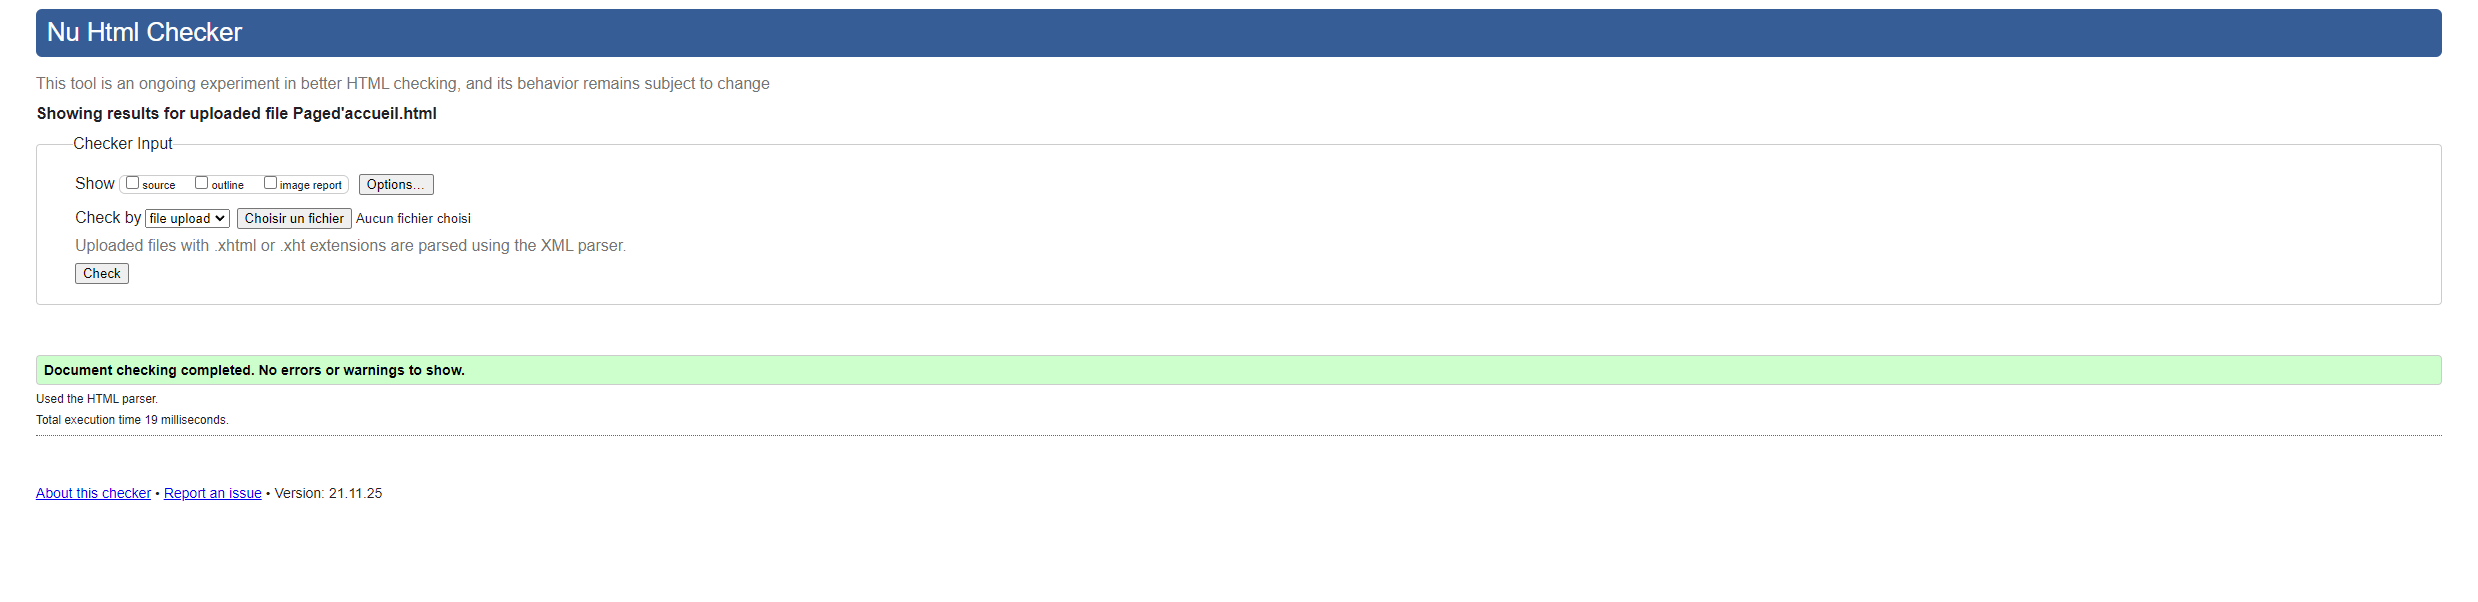 Nu Html Checker
This tool is an ongoing experiment in better HTML checking, and its behavior remains subject to change
Showing results for uploaded file Paged'accueil.html
Checker Input
Show source outline image report Options...
Check by file upload Choisir un fichier Aucun fichier choisi
Uploaded files with .xhtml or .xht extensions are parsed using the XML parser.
Check
Document checking completed. No errors or warnings to show.
Used the HTML parser.
Total execution time 19 milliseconds.
About this checker • Report an issue • Version: 21.11.25